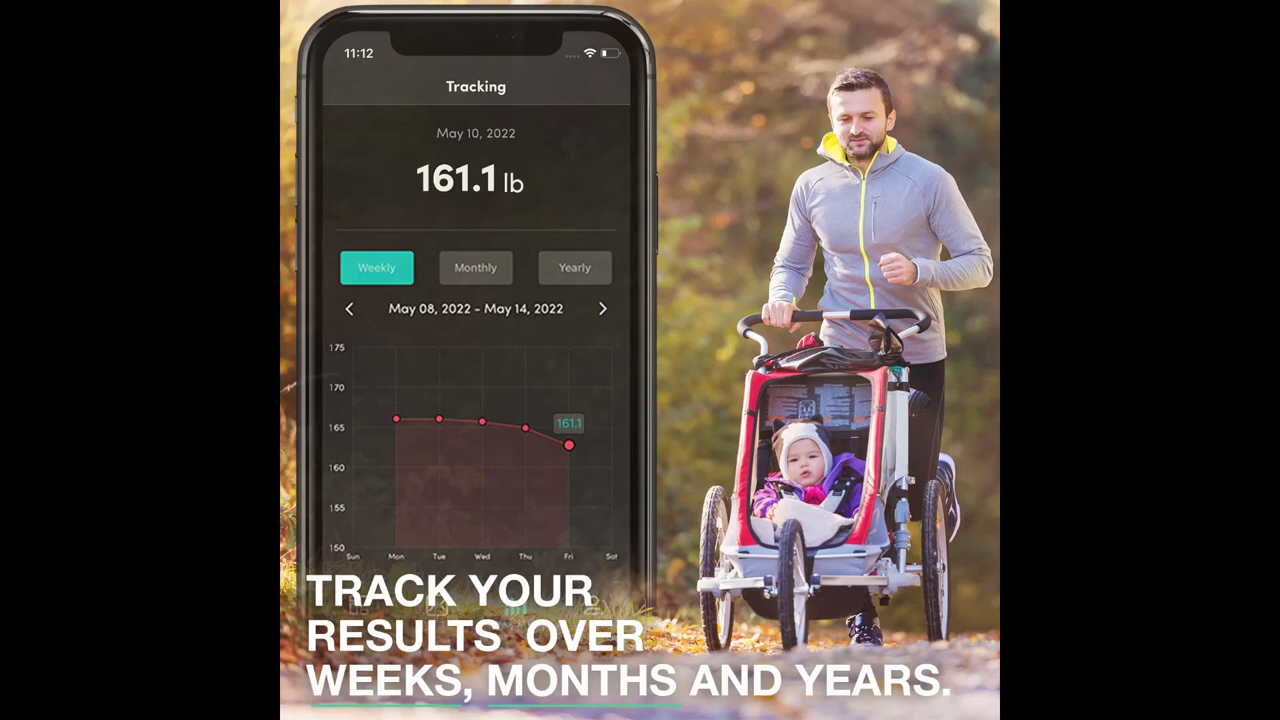 11:12
Tracking
May 10, 2022
161.1 lb
Weekly Monthly Yearly
May 08, 2022 - May 14, 2022
175
170
165
161.1
160
155
150
Sun Mon Tue Wed Thu Fri Sat
TRACK YOUR
RESULTS OVER
WEEKS, MONTHS AND YEARS.